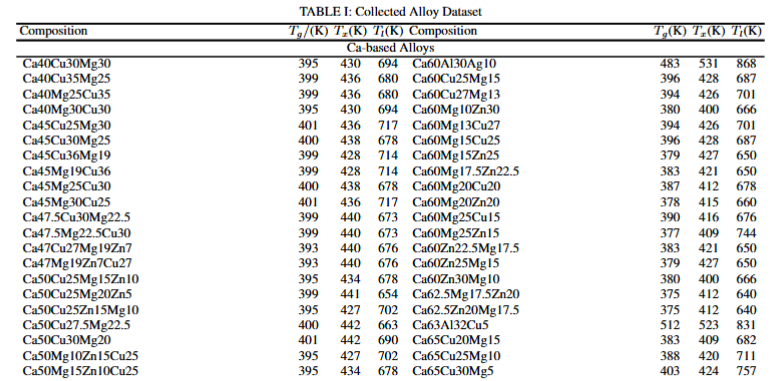 TABLE I: Collected Alloy Dataset
Composition Tg/(K) Tx(K) Tl(K) Composition Tg(K) Tx(K) Tl(K)
Ca-based Alloys
Ca40Cu30Mg30 395 430 694 Ca60Al30Ag10 483 531 868
Ca40Cu35Mg25 399 436 680 Ca60Cu25Mg15 396 428 687
Ca40Mg25Cu35 399 436 680 Ca60Cu27Mg13 394 426 701
Ca40Mg30Cu30 395 430 694 Ca60Mg10Zn30 380 400 666
Ca45Cu25Mg30 401 436 717 Ca60Mg13Cu27 394 426 701
Ca45Cu30Mg25 400 438 678 Ca60Mg15Cu25 396 428 687
Ca45Cu36Mg19 399 428 714 Ca60Mg15Zn25 379 427 650
Ca45Mg19Cu36 399 428 714 Ca60Mg17.5Zn22.5 383 421 650
Ca45Mg25Cu30 400 438 678 Ca60Mg20Cu20 387 412 678
Ca45Mg30Cu25 401 436 717 Ca60Mg20Zn20 378 415 660
Ca47.5Cu30Mg22.5 399 440 673 Ca60Mg25Cu15 390 416 676
Ca47.5Mg22.5Cu30 399 440 673 Ca60Mg25Zn15 377 409 744
Ca47Cu27Mg19Zn7 393 440 676 Ca60Zn22.5Mg17.5 383 421 650
Ca47Mg19Zn7Cu27 393 440 676 Ca60Zn25Mg15 379 427 650
Ca50Cu25Mg15Zn10 395 434 678 Ca60Zn30Mg10 380 400 666
Ca50Cu25Mg20Zn5 399 441 654 Ca62.5Mg17.5Zn20 375 412 640
Ca50Cu25Zn15Mg10 395 427 702 Ca62.5Zn20Mg17.5 375 412 640
Ca50Cu27.5Mg22.5 400 442 663 Ca63Al32Cu5 512 523 831
Ca50Cu30Mg20 401 442 690 Ca65Cu20Mg15 383 409 682
Ca50Mg10Zn15Cu25 395 427 702 Ca65Cu25Mg10 388 420 711
Ca50Mg15Zn10Cu25 395 434 678 Ca65Cu30Mg5 403 424 757